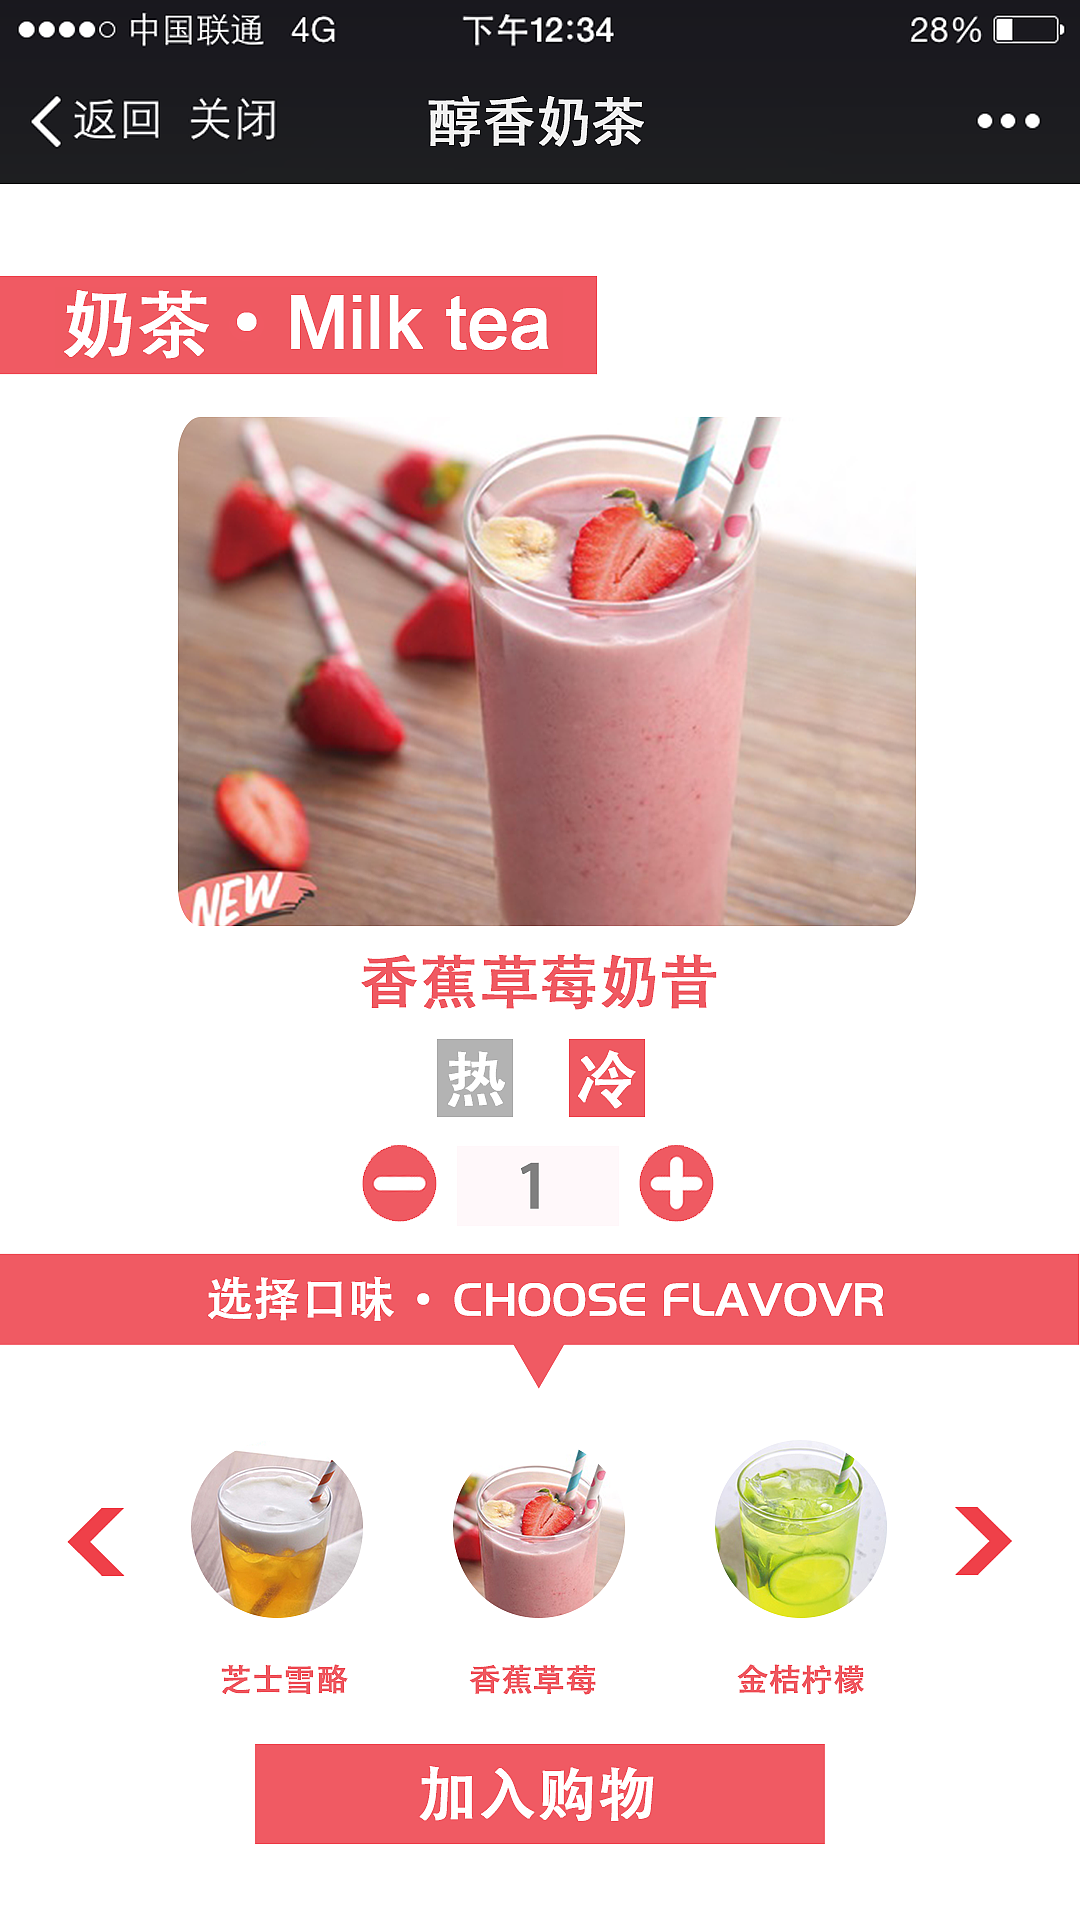 中国联通 4G 下午12:34 28%
返回 关闭 醇香奶茶
奶茶·Milk tea
NEW
香蕉草莓奶昔
热 冷
1
选择口味·CHOOSE FLAVOVR
芝士雪酪 香蕉草莓 金桔柠檬
加入购物